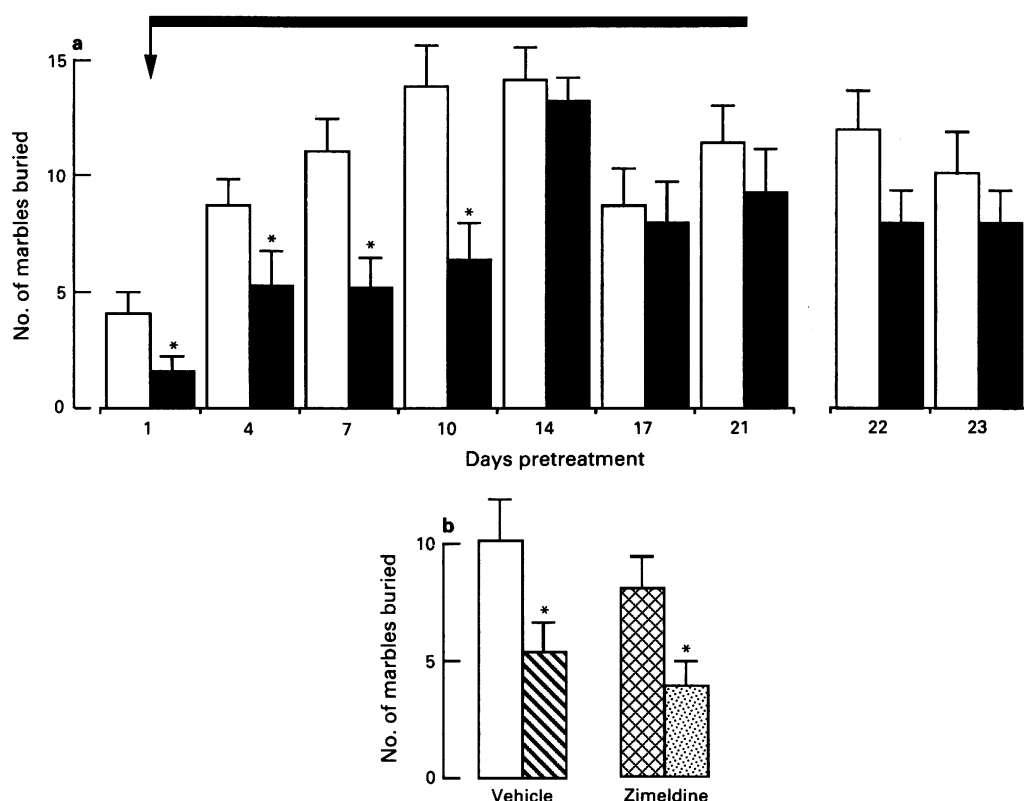 a
15
10
5
0
No. of marbles buried
*
*
*
*
1 4 7 10 14 17 21 22 23
Days pretreatment
b
10
5
0
No. of marbles buried
*
*
Vehicle Zimeldine